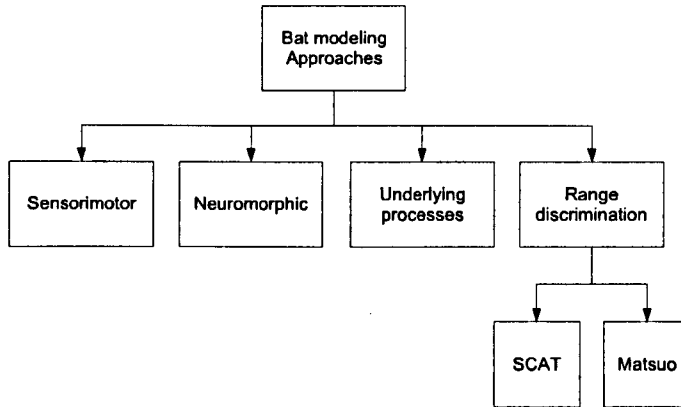 Bat modeling
Approaches
Sensorimotor
Neuromorphic
Underlying
processes
Range
discrimination
SCAT
Matsuo